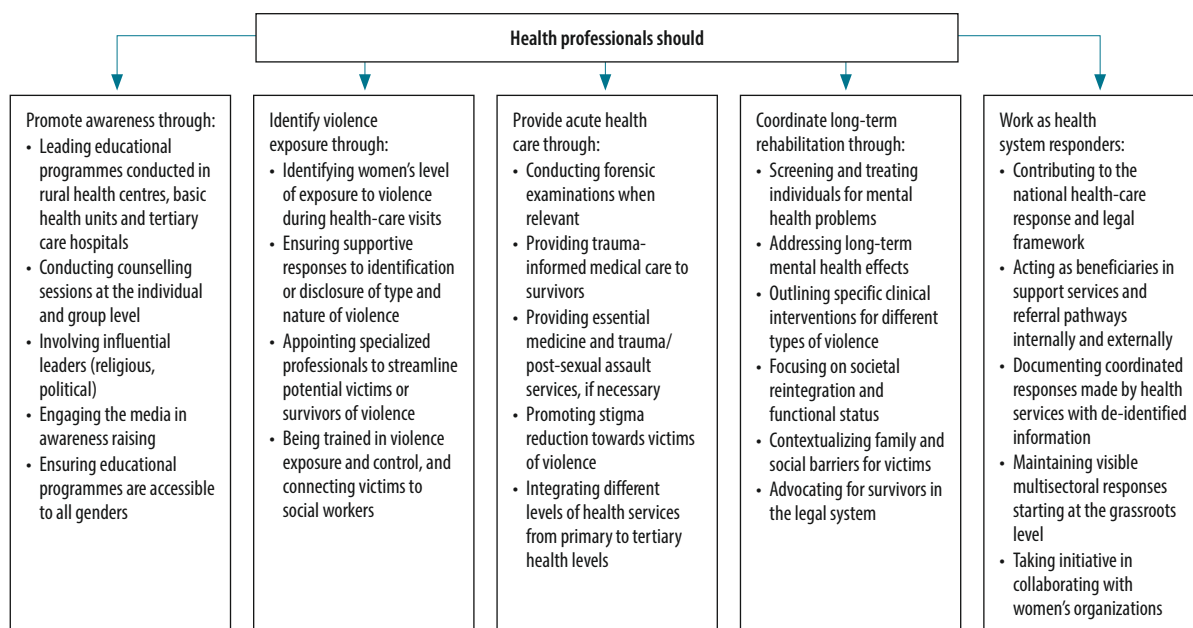 Health professionals should
Promote awareness through:
• Leading educational
programmes conducted in
rural health centres, basic
health units and tertiary
care hospitals
• Conducting counselling
sessions at the individual
and group level
• Involving influential
leaders (religious,
political)
• Engaging the media in
awareness raising
• Ensuring educational
programmes are accessible
to all genders
Identify violence
exposure through:
• Identifying women's level
of exposure to violence
during health-care visits
• Ensuring supportive
responses to identification
or disclosure of type and
nature of violence
• Appointing specialized
professionals to streamline
potential victims or
survivors of violence
• Being trained in violence
exposure and control, and
connecting victims to
social workers
Provide acute health
care through:
• Conducting forensic
examinations when
relevant
• Providing trauma-
informed medical care to
survivors
• Providing essential
medicine and trauma/
post-sexual assault
services, if necessary
• Promoting stigma
reduction towards victims
of violence
• Integrating different
levels of health services
from primary to tertiary
health levels
Coordinate long-term
rehabilitation through:
• Screening and treating
individuals for mental
health problems
• Addressing long-term
mental health effects
• Outlining specific clinical
interventions for different
types of violence
• Focusing on societal
reintegration and
functional status
• Contextualizing family and
social barriers for victims
• Advocating for survivors in
the legal system
Work as health
system responders:
• Contributing to the
national health-care
response and legal
framework
• Acting as beneficiaries in
support services and
referral pathways
internally and externally
• Documenting coordinated
responses made by health
services with de-identified
information
• Maintaining visible
multisectoral responses
starting at the grassroots
level
• Taking initiative in
collaborating with
women's organizations